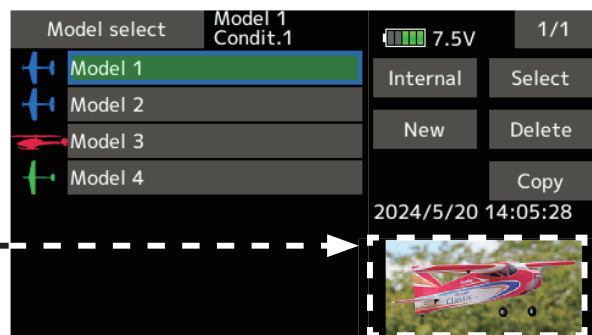 Model select
Model 1
Condit.1
7.5V
1/1
Model 1
Model 2
Model 3
Model 4
Internal
Select
New
Delete
Copy
2024/5/20 14:05:28
Classic